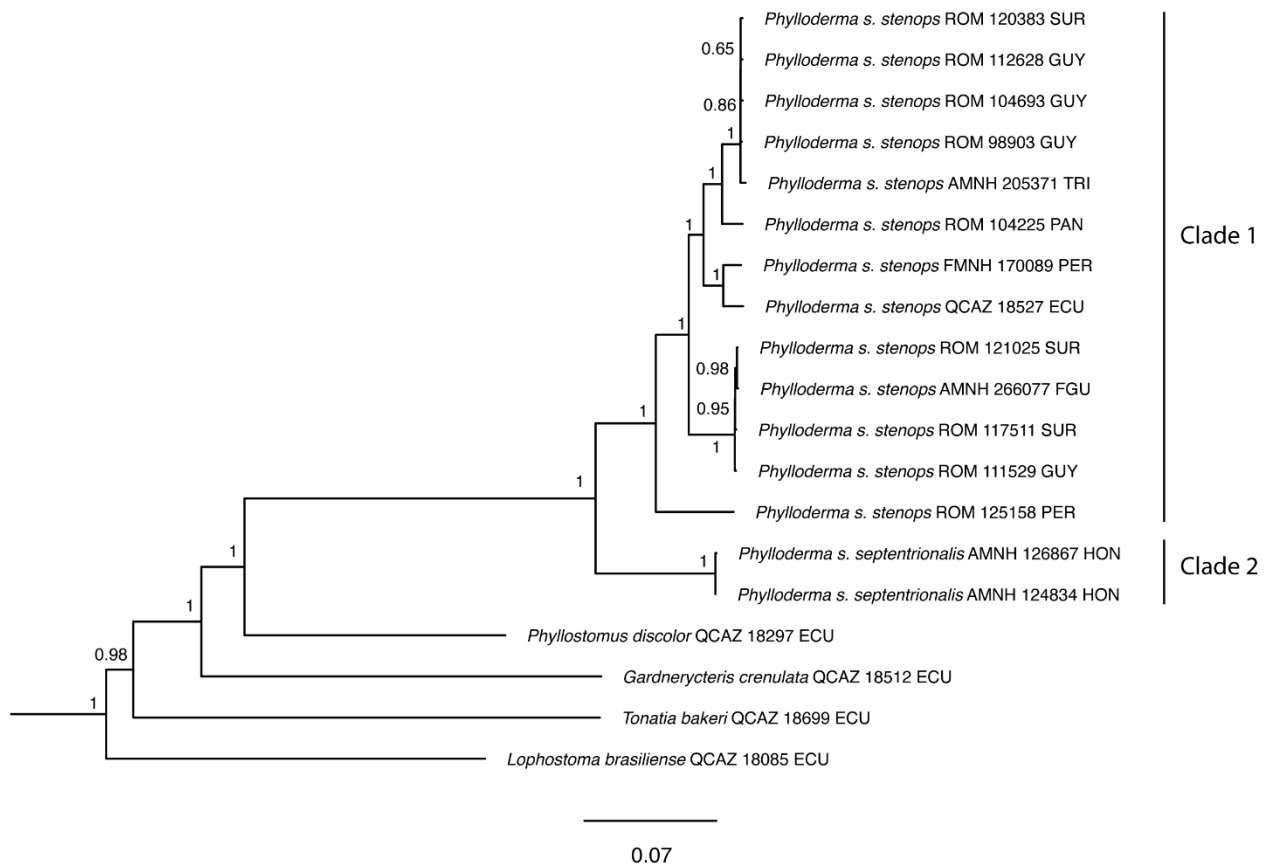 Phylloderma s. stenops ROM 120383 SUR
0.65
Phylloderma s. stenops ROM 112628 GUY
0.86
Phylloderma s. stenops ROM 104693 GUY
1
Phylloderma s. stenops ROM 98903 GUY
1
Phylloderma s. stenops AMNH 205371 TRI
1
Phylloderma s. stenops ROM 104225 PAN
Clade 1
Phylloderma s. stenops FMNH 170089 PER
1
Phylloderma s. stenops QCAZ 18527 ECU
1
Phylloderma s. stenops ROM 121025 SUR
0.98
Phylloderma s. stenops AMNH 266077 FGU
0.95
1
Phylloderma s. stenops ROM 117511 SUR
1
Phylloderma s. stenops ROM 111529 GUY
1
Phylloderma s. stenops ROM 125158 PER
1
Phylloderma s. septentrionalis AMNH 126867 HON
1
Clade 2
Phylloderma s. septentrionalis AMNH 124834 HON
1
Phyllostomus discolor QCAZ 18297 ECU
0.98
Gardnerycteris crenulata QCAZ 18512 ECU
1
Tonatia bakeri QCAZ 18699 ECU
Lophostoma brasiliense QCAZ 18085 ECU
0.07